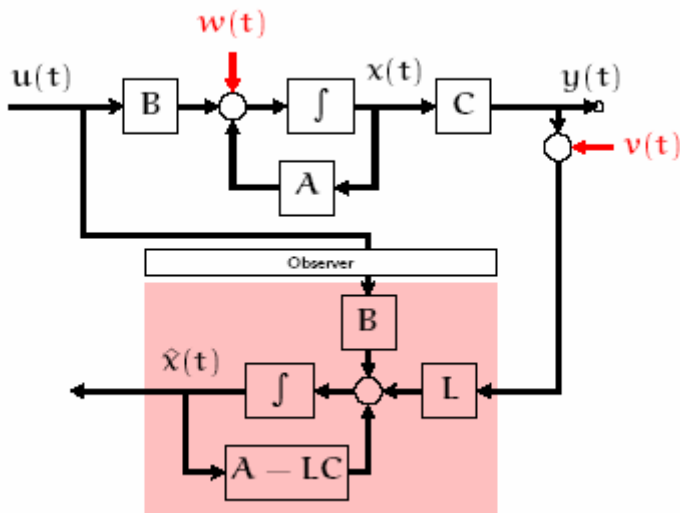 w(t)
u(t)
x(t)
y(t)
B
∫
C
v(t)
A
Observer
B
x̂(t)
∫
L
A − LC